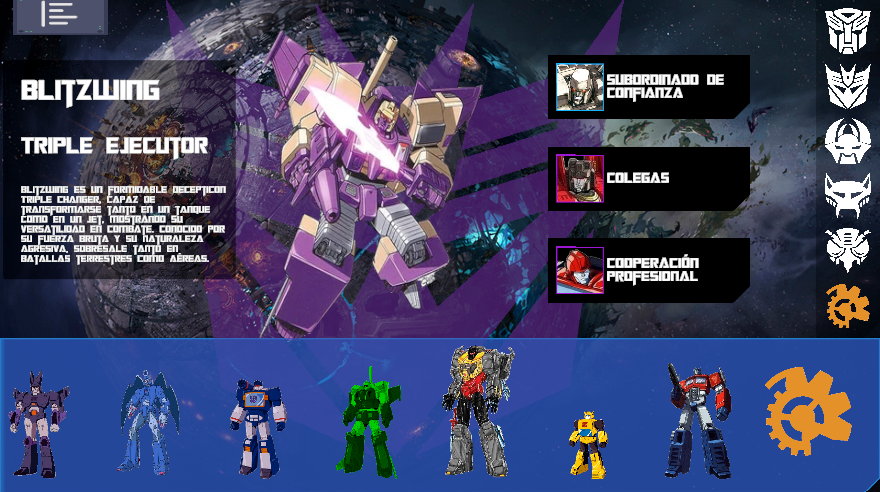 BLITZWING
TRIPLE EJECUTOR
BLITZWING ES UN FORMIDABLE DECEPTICON
TRIPLE CHANGER, CAPAZ DE
TRANSFORMARSE TANTO EN UN TANQUE
COMO EN UN JET, MOSTRANDO SU
VERSATILIDAD EN COMBATE. CONOCIDO POR
SU FUERZA BRUTA Y SU NATURALEZA
AGRESIVA, SOBRESALE TANTO EN
BATALLAS TERRESTRES COMO AÉREAS.
SUBORDINADO DE
CONFIANZA
COLEGAS
COOPERACIÓN
PROFESIONAL